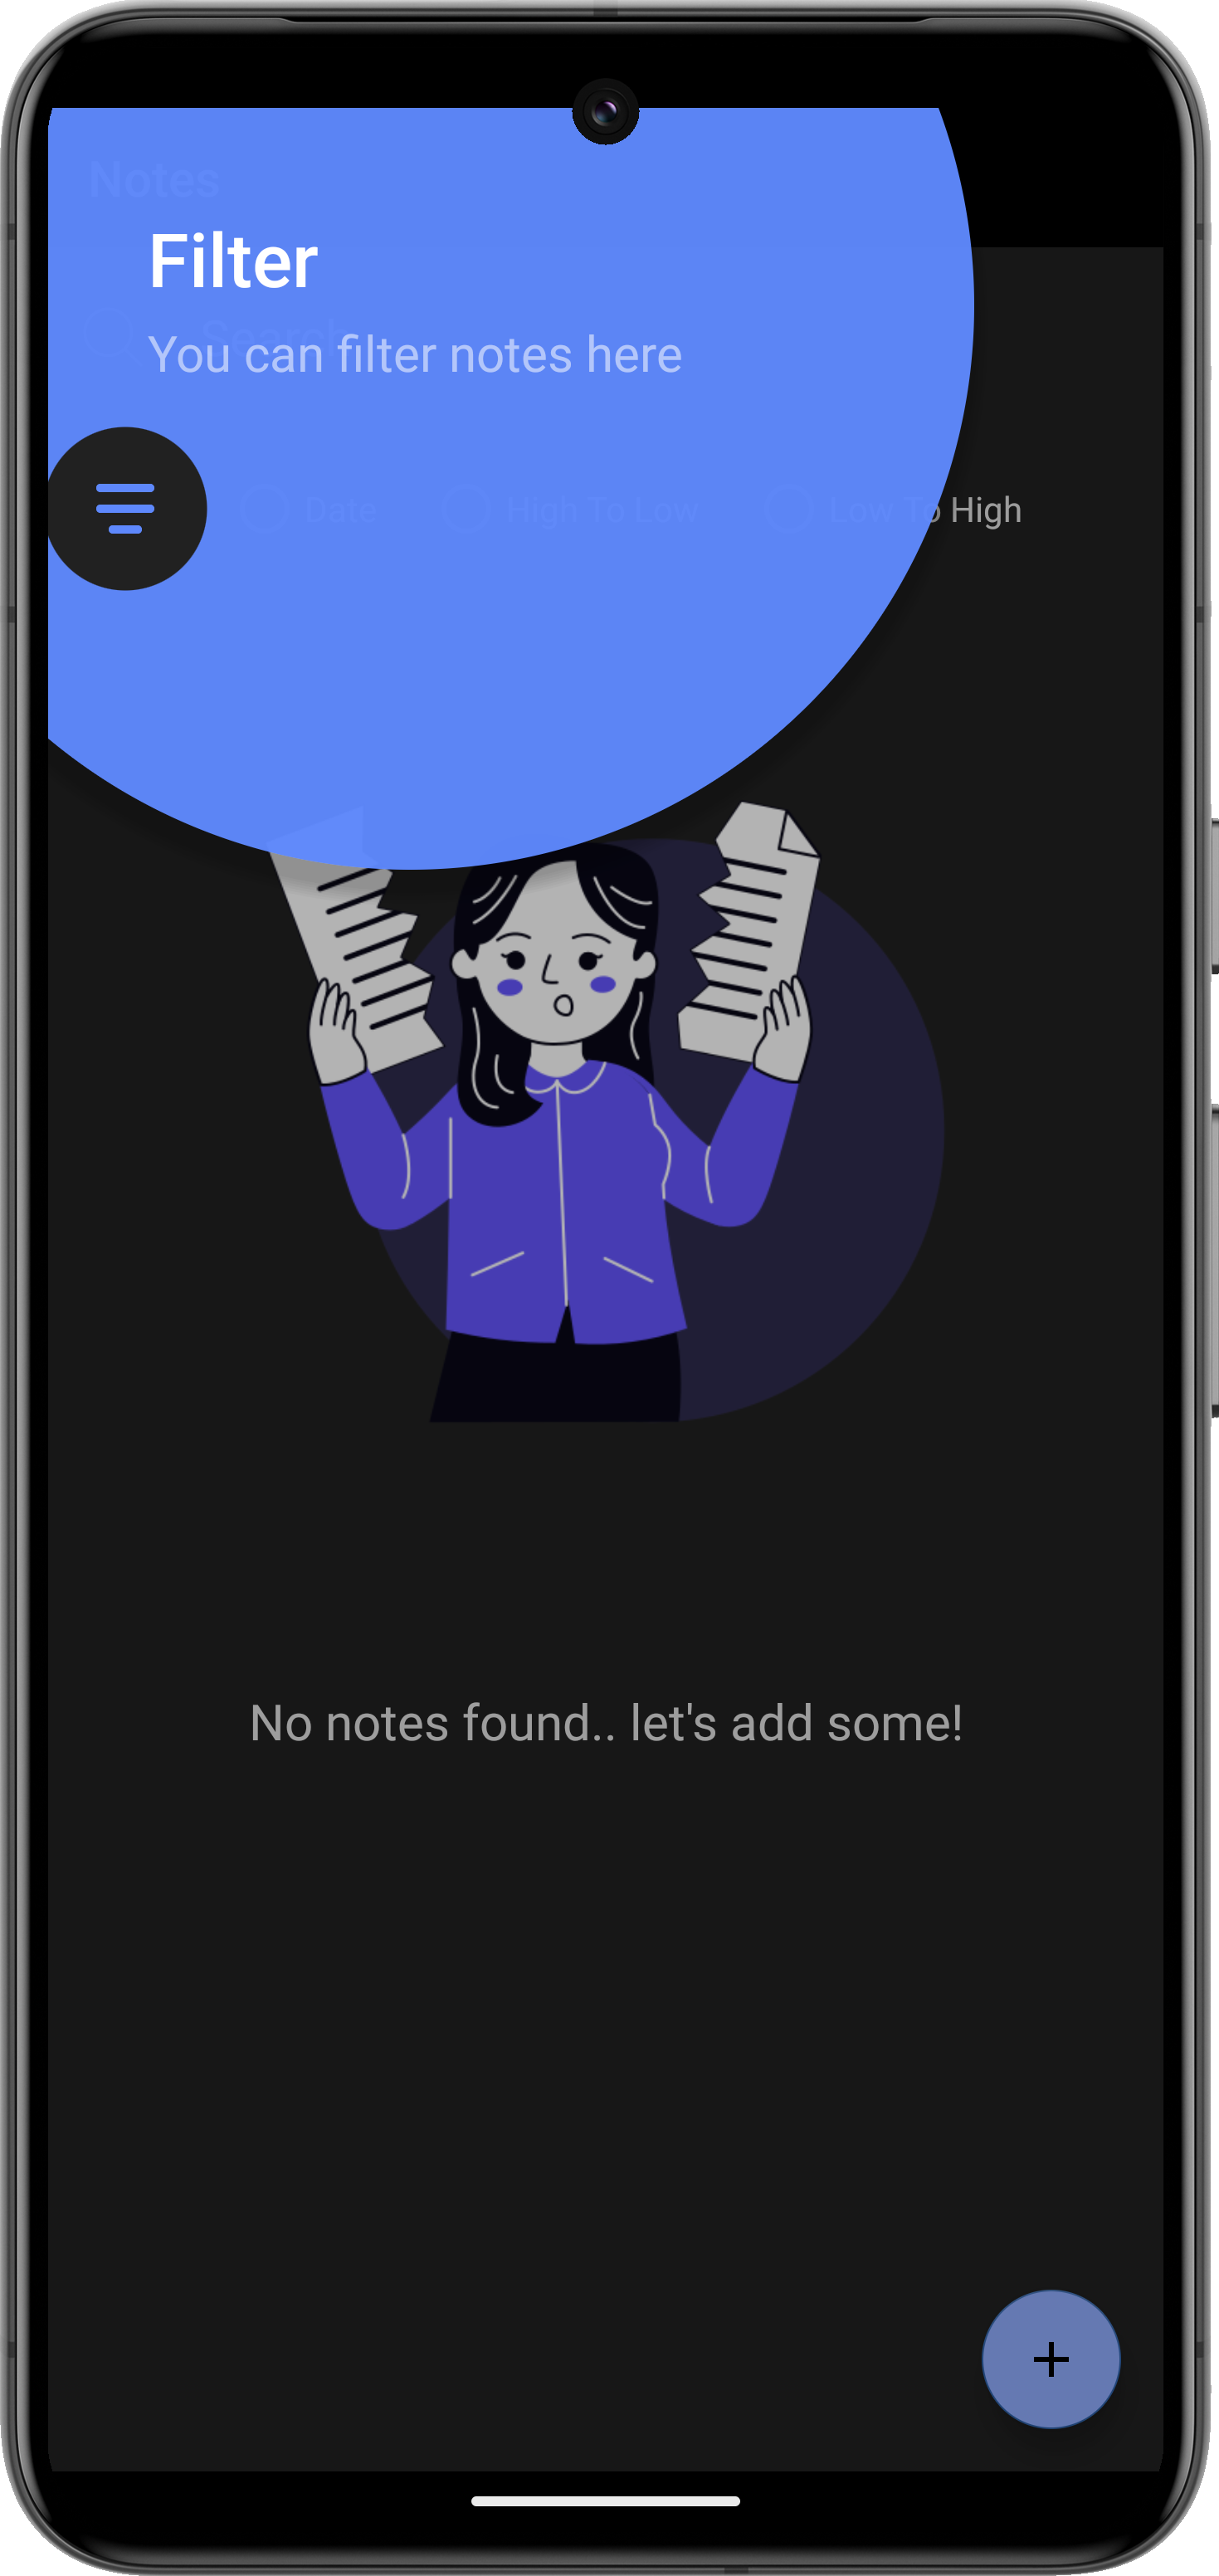 Notes
Filter
Search
You can filter notes here
Date High To Low Low To High
No notes found.. let's add some!